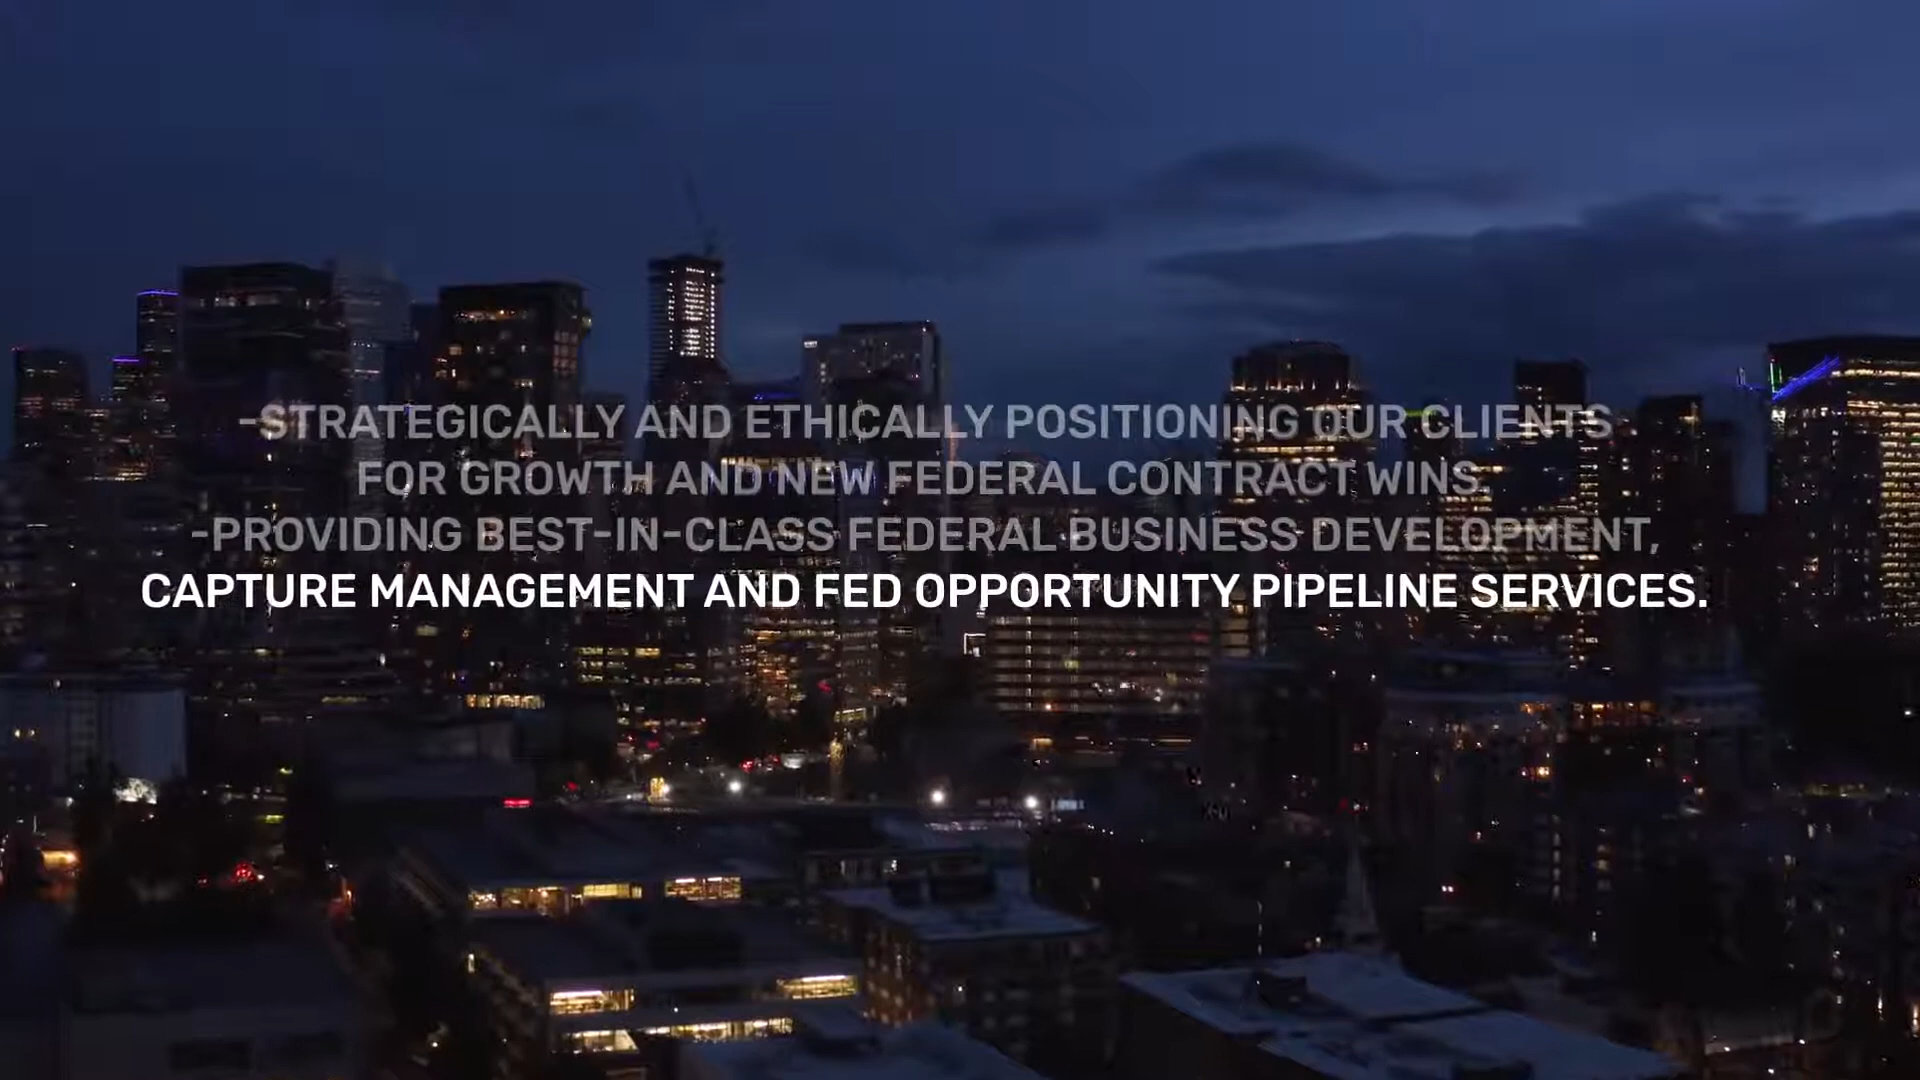 -STRATEGICALLY AND ETHICALLY POSITIONING OUR CLIENTS
FOR GROWTH AND NEW FEDERAL CONTRACT WINS.
-PROVIDING BEST-IN-CLASS FEDERAL BUSINESS DEVELOPMENT,
CAPTURE MANAGEMENT AND FED OPPORTUNITY PIPELINE SERVICES.